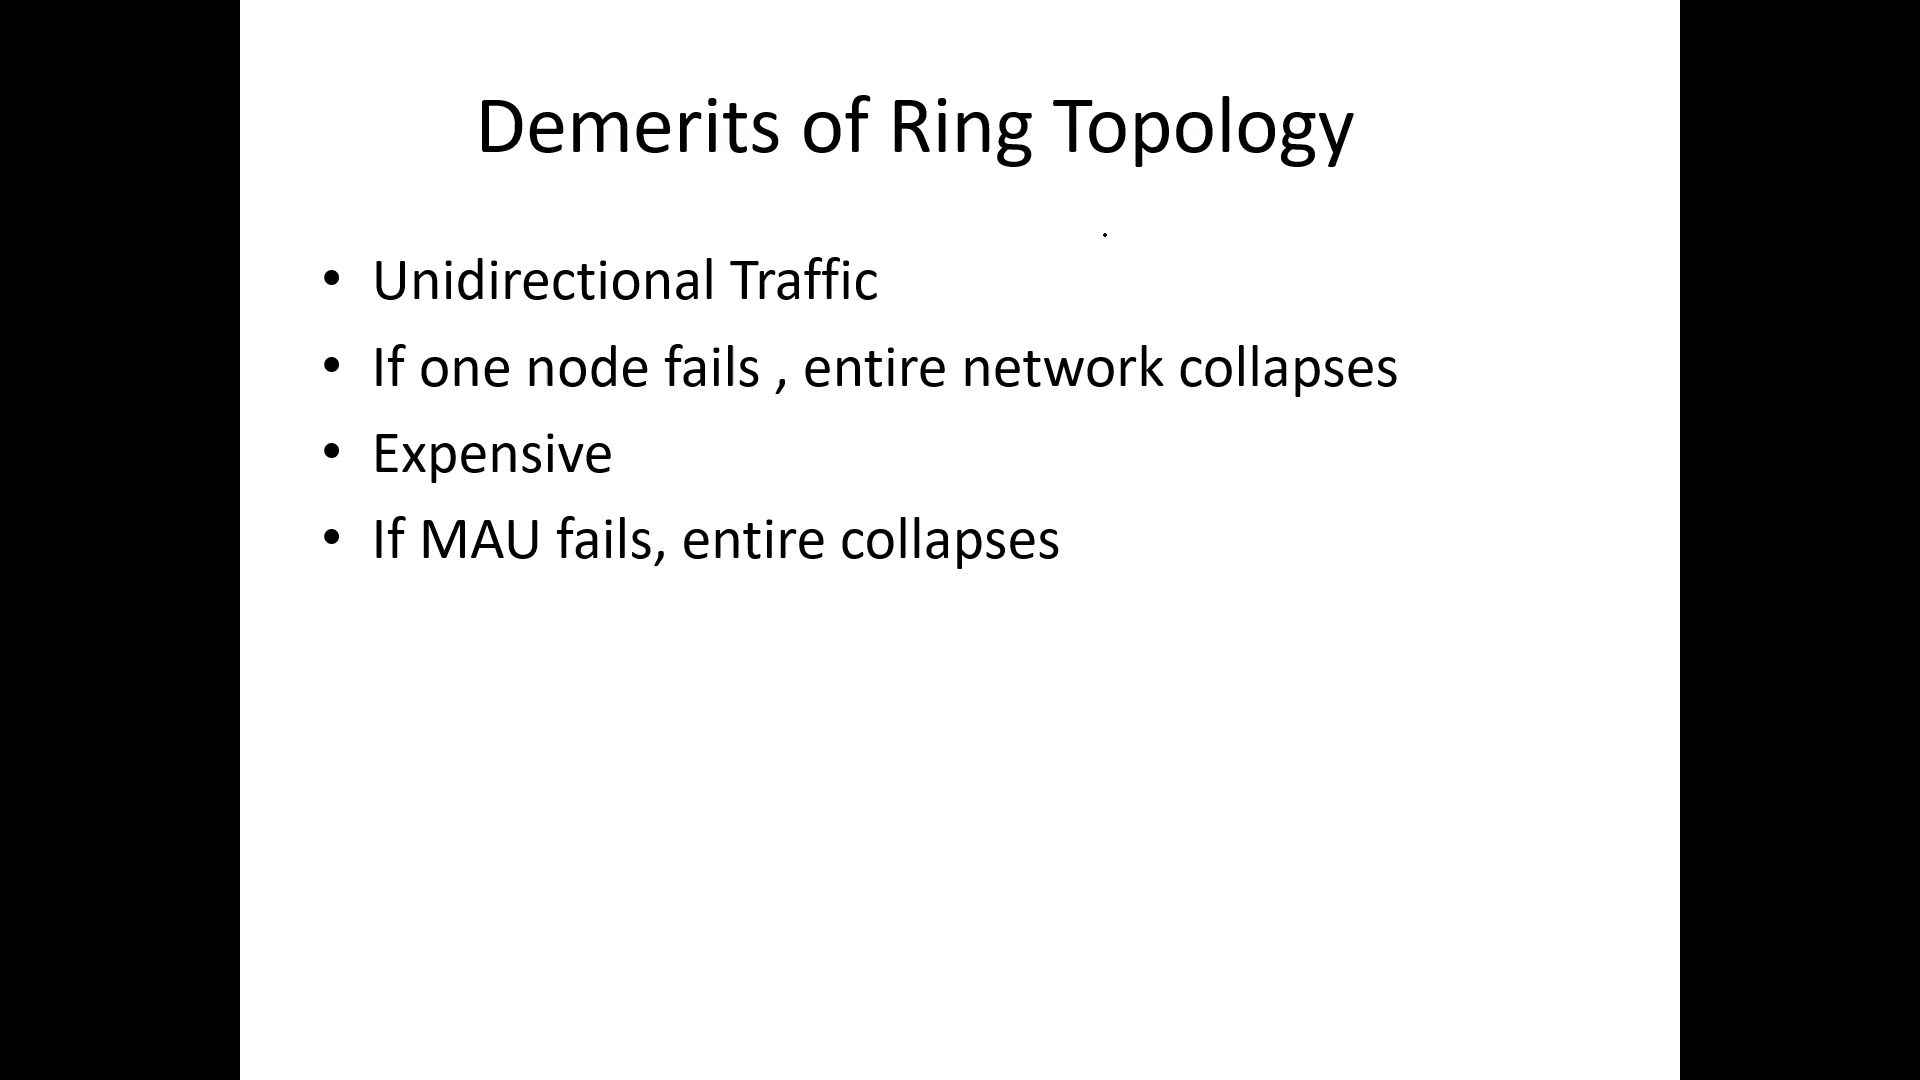 Demerits of Ring Topology
• Unidirectional Traffic
• If one node fails , entire network collapses
• Expensive
• If MAU fails, entire collapses